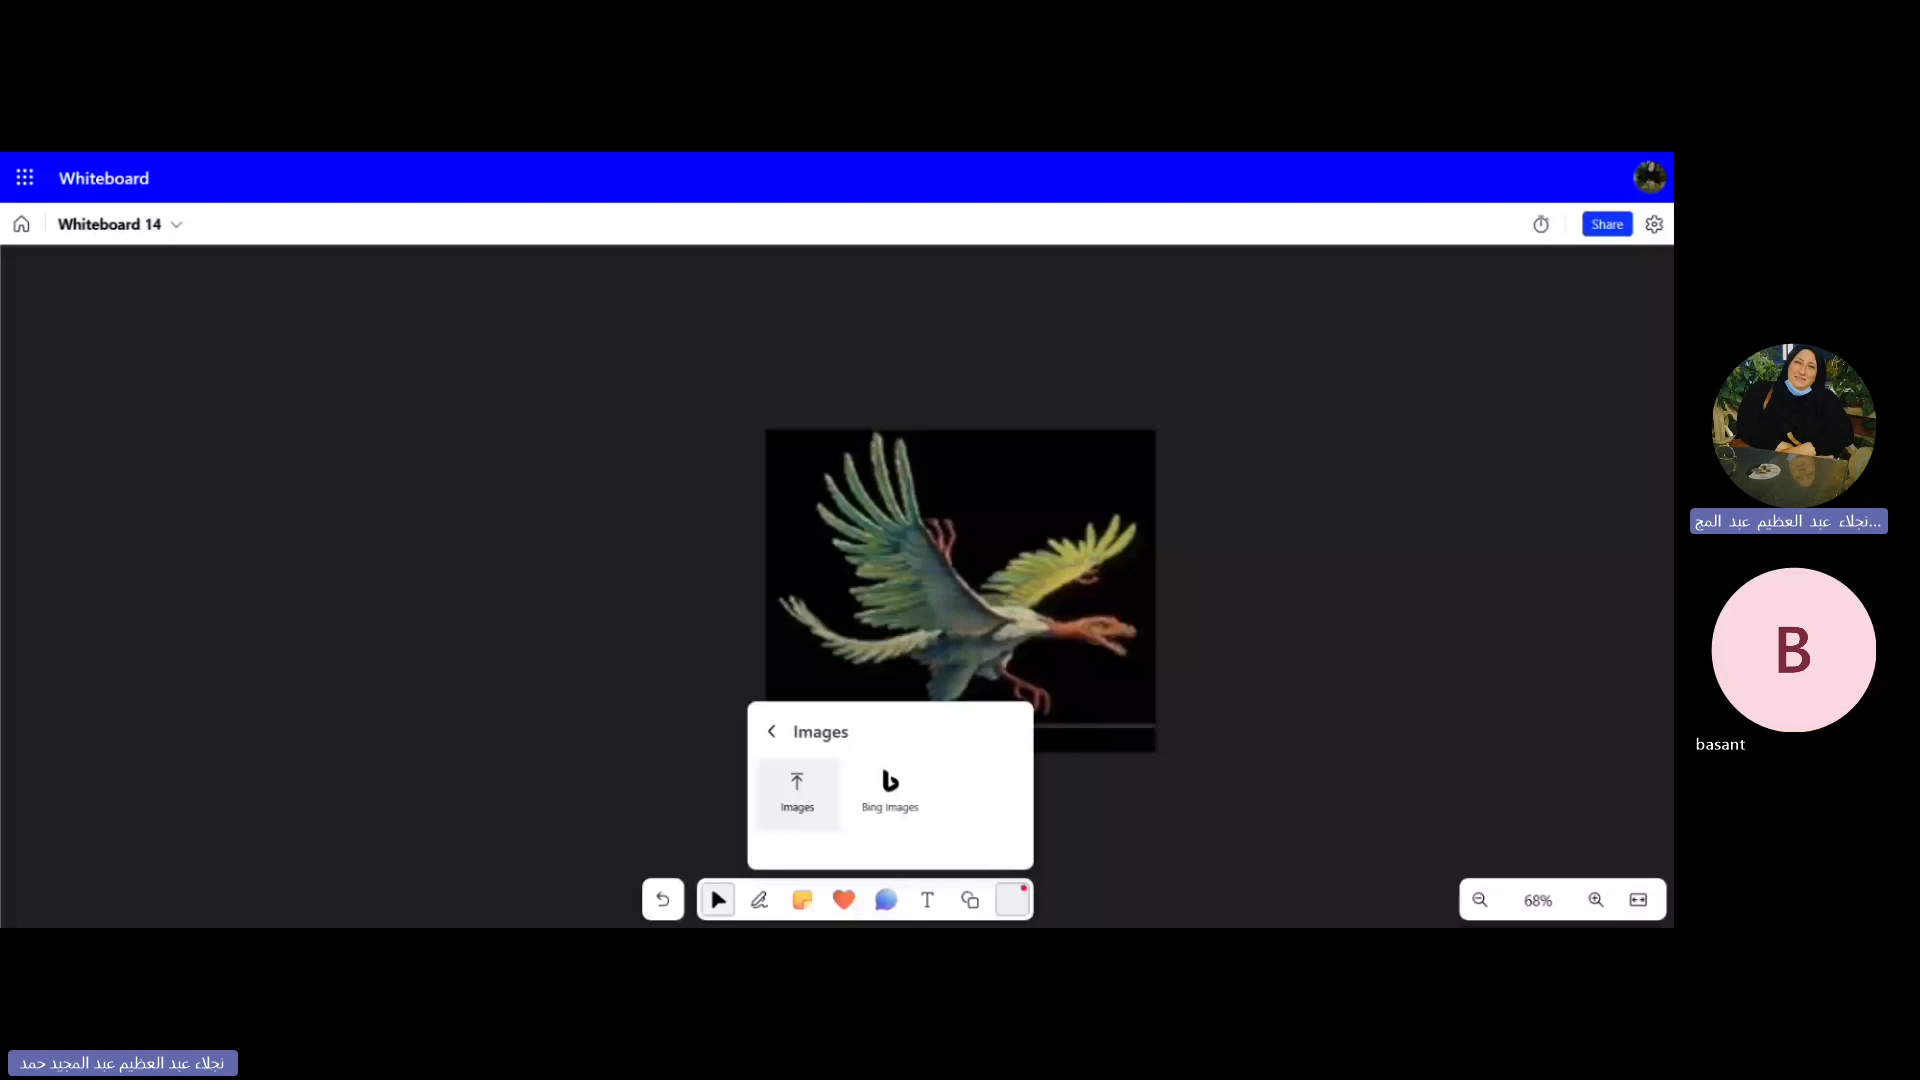 Whiteboard
Whiteboard 14
Share
Images
Images
Bing Images
68%
نجلاء عبد العظيم عبد المج...
B
basant
نجلاء عبد العظيم عبد المجيد حمد